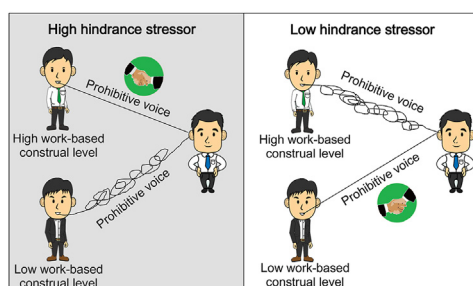 High hindrance stressor
Prohibitive voice
High work-based
construal level
Prohibitive voice
Low work-based
construal level
Low hindrance stressor
Prohibitive voice
High work-based
construal level
Prohibitive voice
Low work-based
construal level